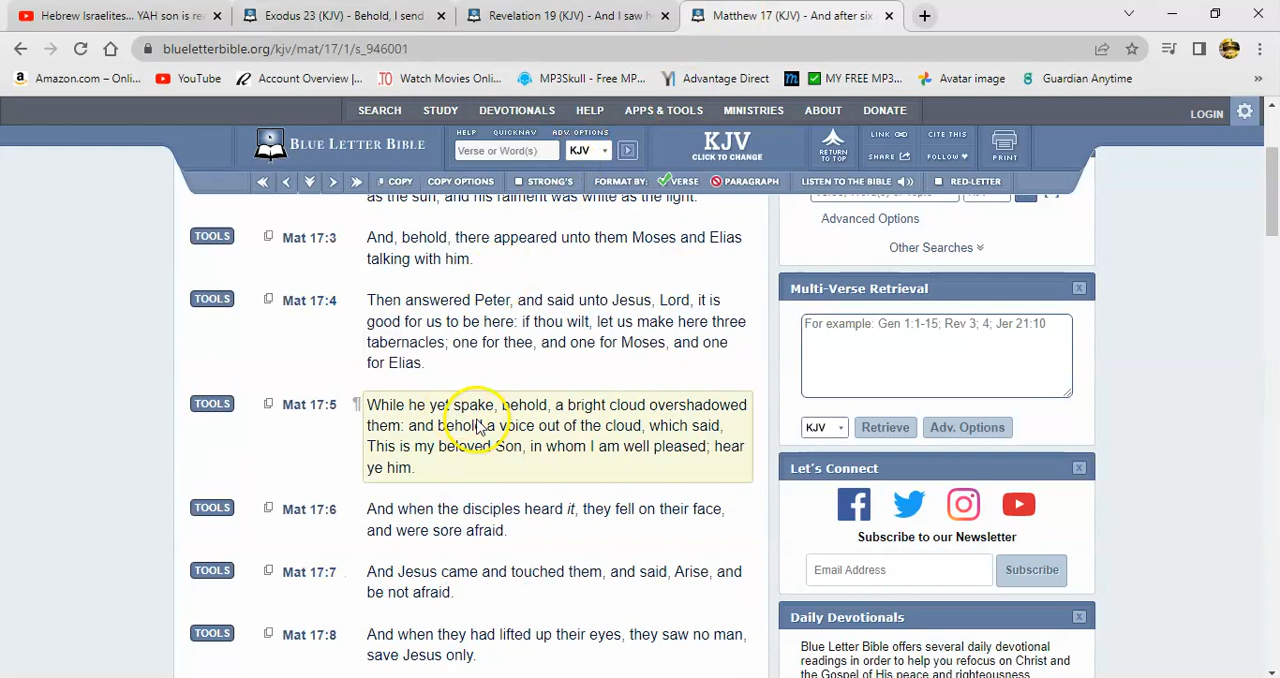 Hebrew Israelites... YAH son is re
Exodus 23 (KJV) - Behold, I send
Revelation 19 (KJV) - And I saw h
Matthew 17 (KJV) - And after six
blueletterbible.org/kjv/mat/17/1/s_946001
Amazon.com – Onli...
YouTube
Account Overview |...
Watch Movies Onlin...
MP3Skull - Free MP...
Advantage Direct
MY FREE MP3...
Avatar image
Guardian Anytime
»
SEARCH
STUDY
DEVOTIONALS
HELP
APPS & TOOLS
MINISTRIES
ABOUT
DONATE
LOGIN
BLUE LETTER BIBLE
HELP
QUICKNAV
ADV. OPTIONS
Verse or Word(s)
KJV
KJV
CLICK TO CHANGE
RETURN
TO TOP
LINK
CITE THIS
SHARE
FOLLOW
PRINT
COPY
COPY OPTIONS
STRONG'S
FORMAT BY:
VERSE
PARAGRAPH
LISTEN TO THE BIBLE
RED-LETTER
as the sun, and his raiment was white as the light.
TOOLS
Mat 17:3
And, behold, there appeared unto them Moses and Elias
talking with him.
TOOLS
Mat 17:4
Then answered Peter, and said unto Jesus, Lord, it is
good for us to be here: if thou wilt, let us make here three
tabernacles; one for thee, and one for Moses, and one
for Elias.
TOOLS
Mat 17:5
¶
While he yet spake, behold, a bright cloud overshadowed
them: and behold a voice out of the cloud, which said,
This is my beloved Son, in whom I am well pleased; hear
ye him.
TOOLS
Mat 17:6
And when the disciples heard it, they fell on their face,
and were sore afraid.
TOOLS
Mat 17:7
And Jesus came and touched them, and said, Arise, and
be not afraid.
TOOLS
Mat 17:8
And when they had lifted up their eyes, they saw no man,
save Jesus only.
Advanced Options
Other Searches
Multi-Verse Retrieval
For example: Gen 1:1-15; Rev 3; 4; Jer 21:10
KJV
Retrieve
Adv. Options
Let's Connect
Subscribe to our Newsletter
Email Address
Subscribe
Daily Devotionals
Blue Letter Bible offers several daily devotional
readings in order to help you refocus on Christ and
the Gospel of His peace and righteousness